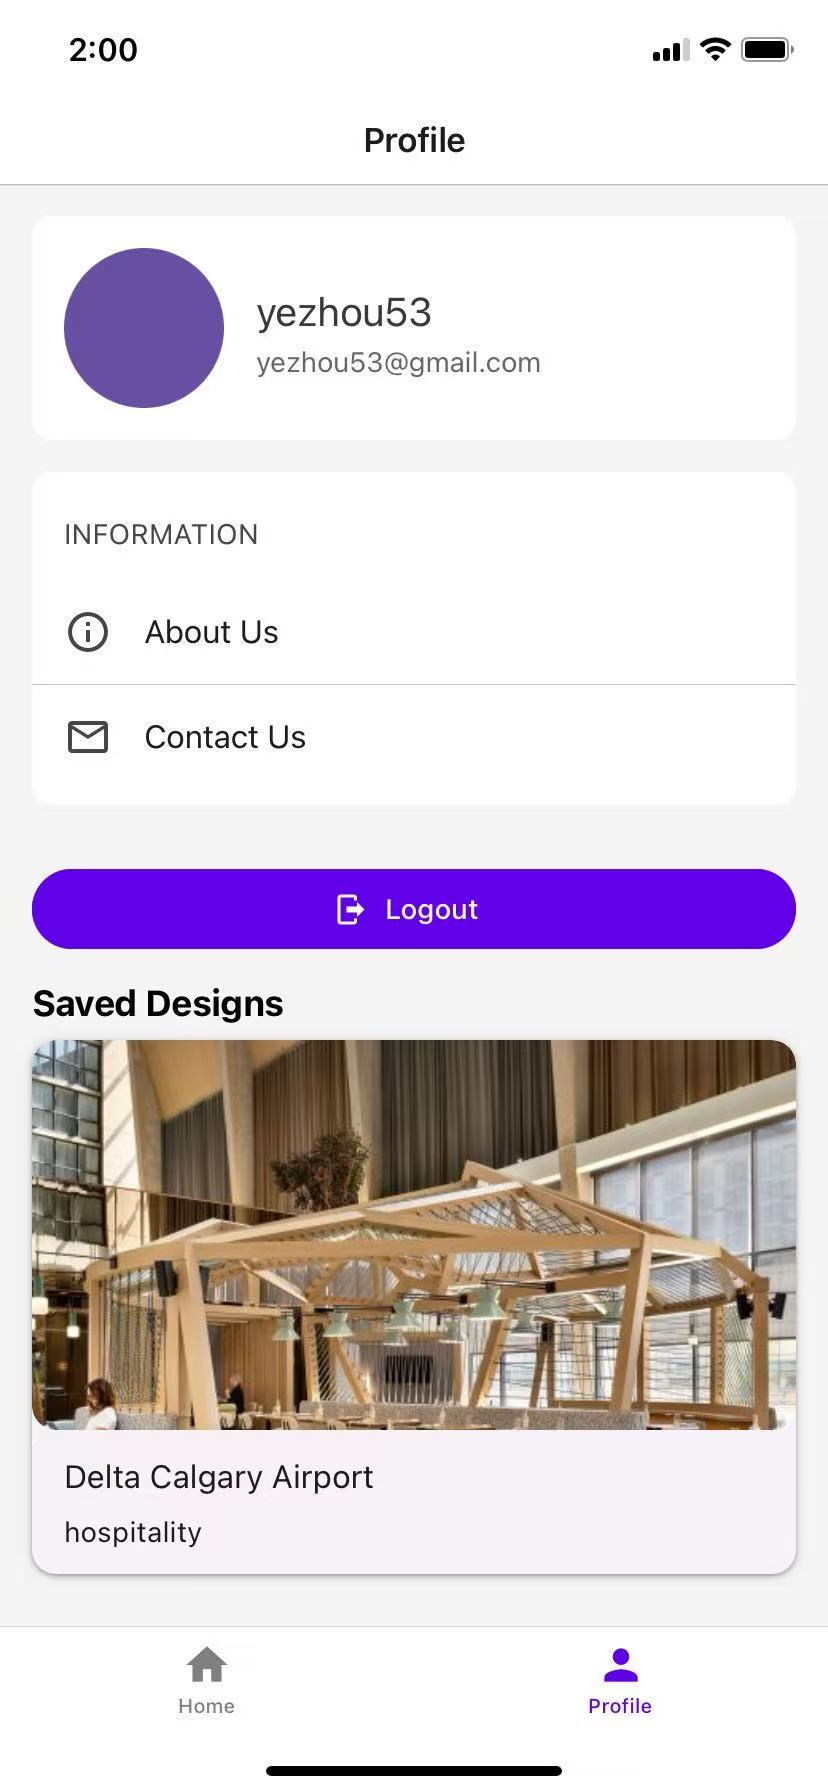 2:00
Profile
yezhou53
yezhou53@gmail.com
INFORMATION
About Us
Contact Us
Logout
Saved Designs
Delta Calgary Airport
hospitality
Home
Profile